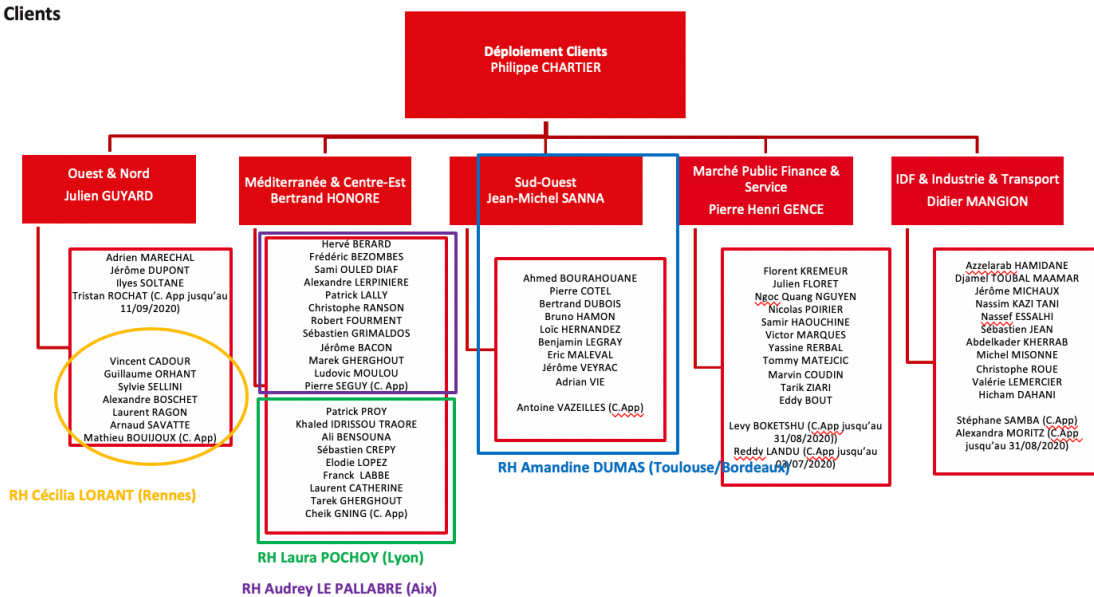 Clients
Déploiement Clients
Philippe CHARTIER
Ouest & Nord
Julien GUYARD
Adrien MARECHAL
Jérôme DUPONT
Ilyes SOLTANE
Tristan ROCHAT (C. App jusqu'au
11/09/2020)
Vincent CADOUR
Guillaume ORHANT
Sylvie SELLINI
Alexandre BOSCHET
Laurent RAGON
Arnaud SAVATTE
Mathieu BOUIJOUX (C. App)
RH Cécilia LORANT (Rennes)
Méditerranée & Centre-Est
Bertrand HONORE
Hervé BERARD
Frédéric BEZOMBES
Sami OULED DIAF
Alexandre LERPINIERE
Patrick LALLY
Christophe RANSON
Robert FOURMENT
Sébastien GRIMALDOS
Jérôme BACON
Marek GHERGHOUT
Ludovic MOULOU
Pierre SEGUY (C. App)
Patrick PROY
Khaled IDRISSOU TRAORE
Ali BENSOUNA
Sébastien CREPY
Elodie LOPEZ
Franck LABBE
Laurent CATHERINE
Tarek GHERGHOUT
Cheik GNING (C. App)
RH Laura POCHOY (Lyon)
RH Audrey LE PALLABRE (Aix)
Sud-Ouest
Jean-Michel SANNA
Ahmed BOURAHOUANE
Pierre COTEL
Bertrand DUBOIS
Bruno HAMON
Loïc HERNANDEZ
Benjamin LEGRAY
Eric MALEVAL
Jérôme VEYRAC
Adrian VIE
Antoine VAZEILLES (C.App)
RH Amandine DUMAS (Toulouse/Bordeaux)
Marché Public Finance &
Service
Pierre Henri GENCE
Florent KREMEUR
Julien FLORET
Ngoc Quang NGUYEN
Nicolas POIRIER
Samir HAOUCHINE
Victor MARQUES
Yassine RERBAL
Tommy MATEJCIC
Marvin COUDIN
Tarik ZIARI
Eddy BOUT
Levy BOKETSHU (C.App jusqu'au
31/08/2020))
Reddy LANDU (C.App jusqu'au
03/07/2020)
IDF & Industrie & Transport
Didier MANGION
Azzelarab HAMIDANE
Djamel TOUBAL MAAMAR
Jérôme MICHAUX
Nassim KAZI TANI
Nassef ESSALHI
Sébastien JEAN
Abdelkader KHERRAB
Michel MISONNE
Christophe ROUE
Valérie LEMERCIER
Hicham DAHANI
Stéphane SAMBA (C.App)
Alexandra MORITZ (C.App
jusqu'au 31/08/2020)